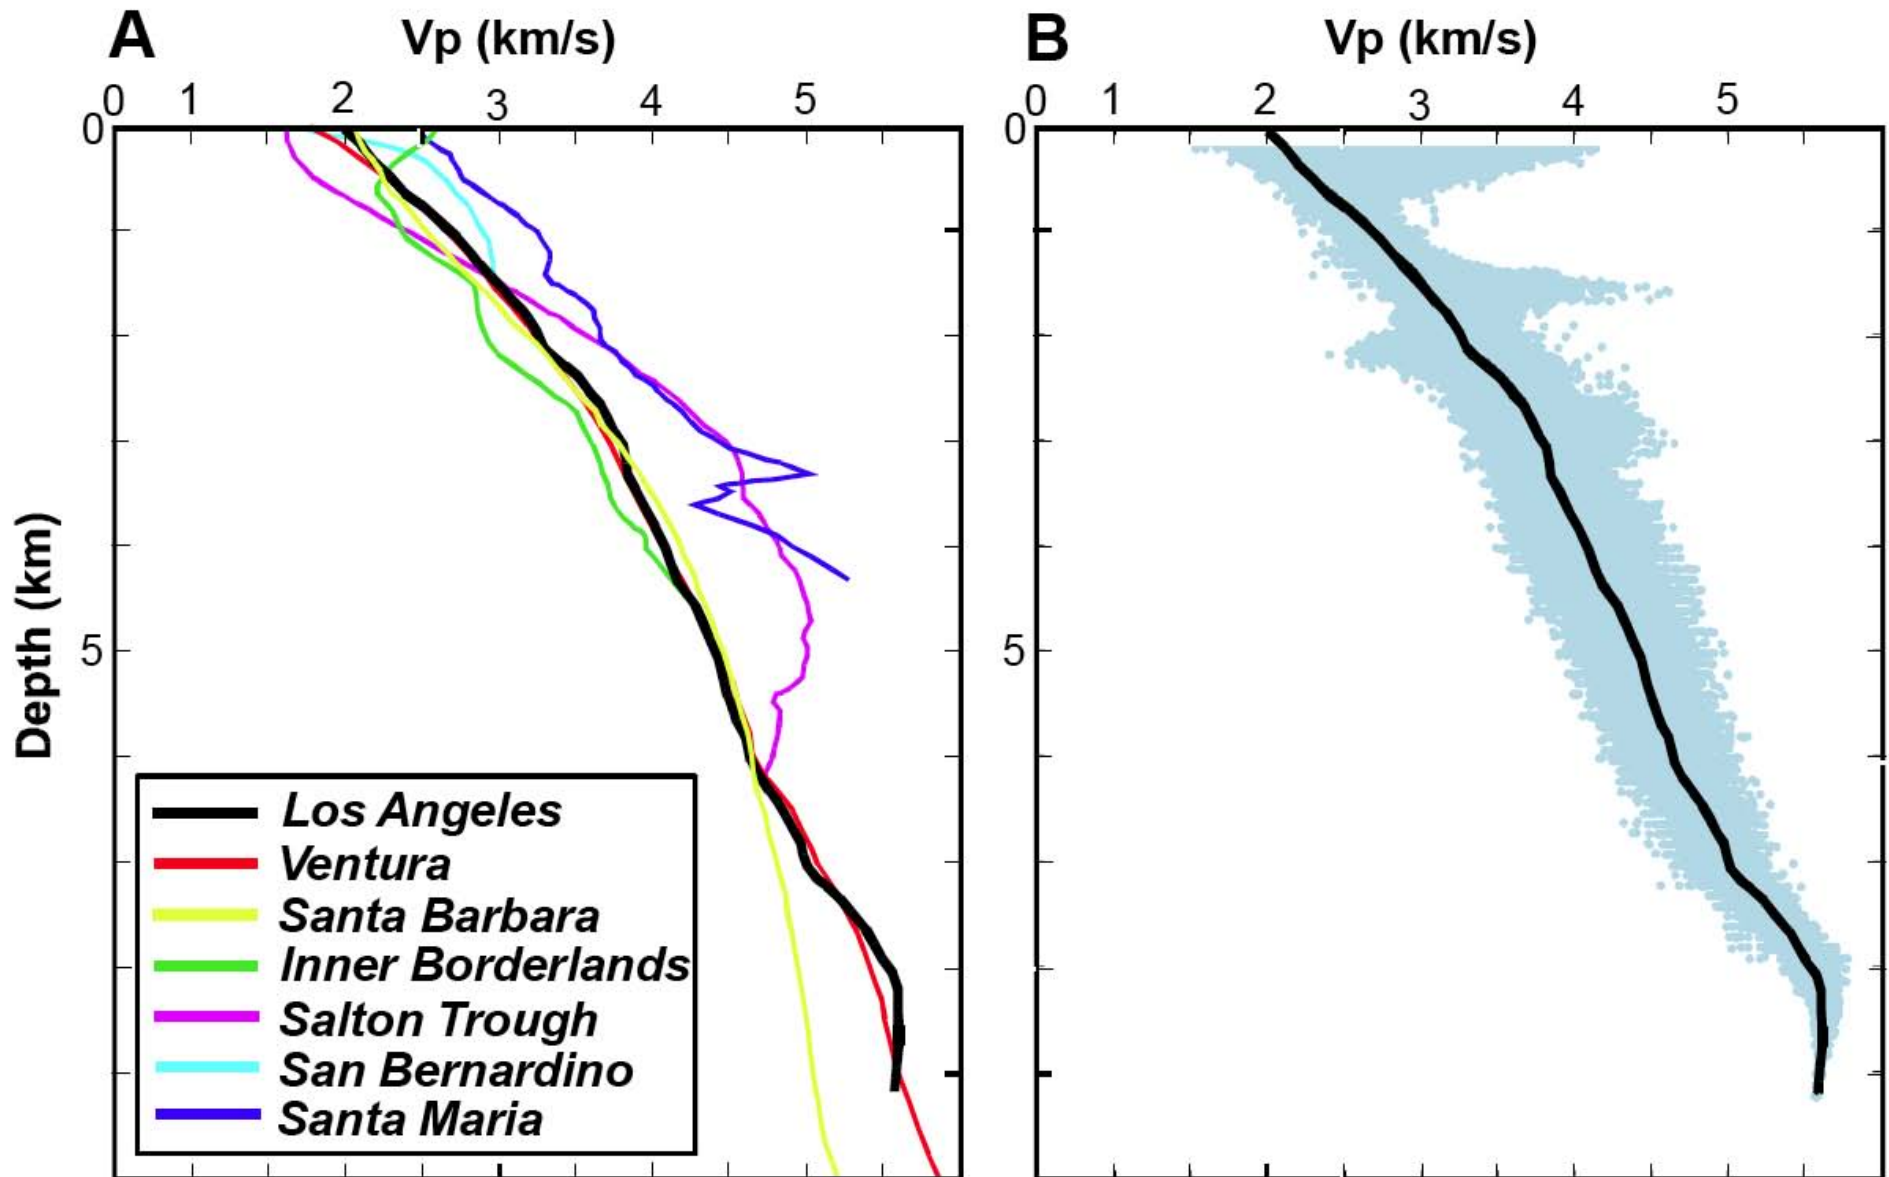 A
Vp (km/s)
0 1 2 3 4 5
0
5
Depth (km)
Los Angeles
Ventura
Santa Barbara
Inner Borderlands
Salton Trough
San Bernardino
Santa Maria
B
Vp (km/s)
0 1 2 3 4 5
0
5